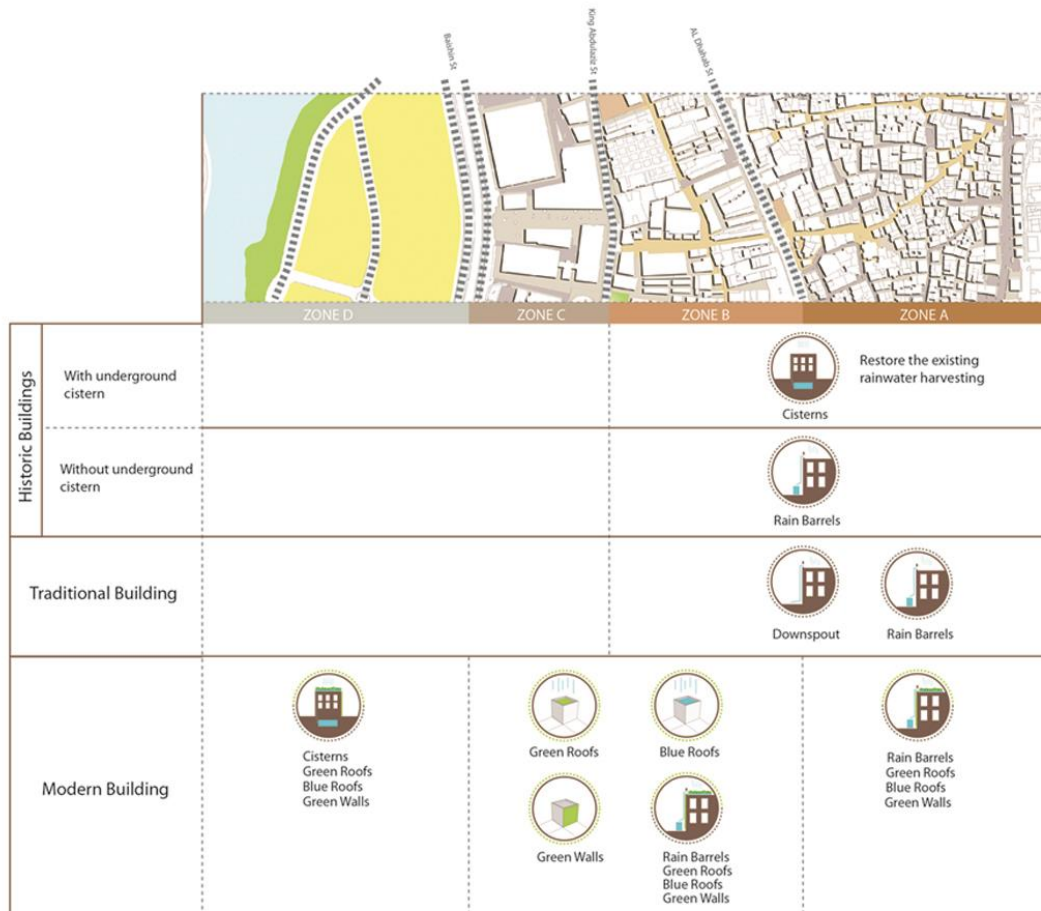 Balshin St
King Abdulaziz St
AL Dhahab St
ZONE D
ZONE C
ZONE B
ZONE A
Historic Buildings
With underground
cistern
Cisterns
Restore the existing
rainwater harvesting
Without underground
cistern
Rain Barrels
Traditional Building
Downspout
Rain Barrels
Modern Building
Cisterns
Green Roofs
Blue Roofs
Green Walls
Green Roofs
Blue Roofs
Green Walls
Rain Barrels
Green Roofs
Blue Roofs
Green Walls
Rain Barrels
Green Roofs
Blue Roofs
Green Walls